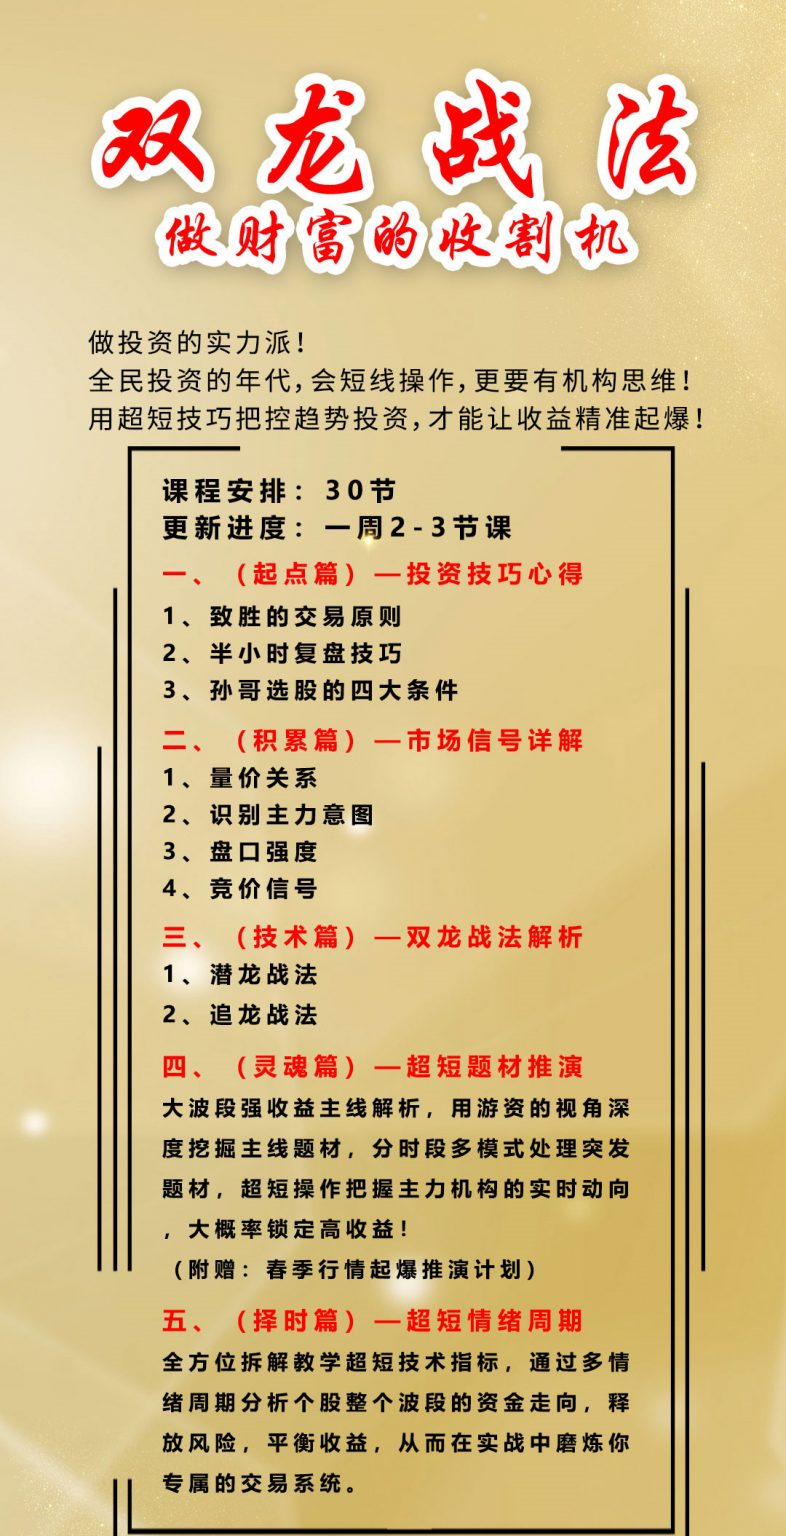 双龙战法
做财富的收割机
做投资的实力派！
全民投资的年代，会短线操作，更要有机构思维！
用超短技巧把控趋势投资，才能让收益精准起爆！
课程安排：30节
更新进度：一周2-3节课
一、（起点篇）—投资技巧心得
1、致胜的交易原则
2、半小时复盘技巧
3、孙哥选股的四大条件
二、（积累篇）—市场信号详解
1、量价关系
2、识别主力意图
3、盘口强度
4、竞价信号
三、（技术篇）—双龙战法解析
1、潜龙战法
2、追龙战法
四、（灵魂篇）—超短题材推演
大波段强收益主线解析，用游资的视角深
度挖掘主线题材，分时段多模式处理突发
题材，超短操作把握主力机构的实时动向
，大概率锁定高收益！
（附赠：春季行情起爆推演计划）
五、（择时篇）—超短情绪周期
全方位拆解教学超短技术指标，通过多情
绪周期分析个股整个波段的资金走向，释
放风险，平衡收益，从而在实战中磨炼你
专属的交易系统。